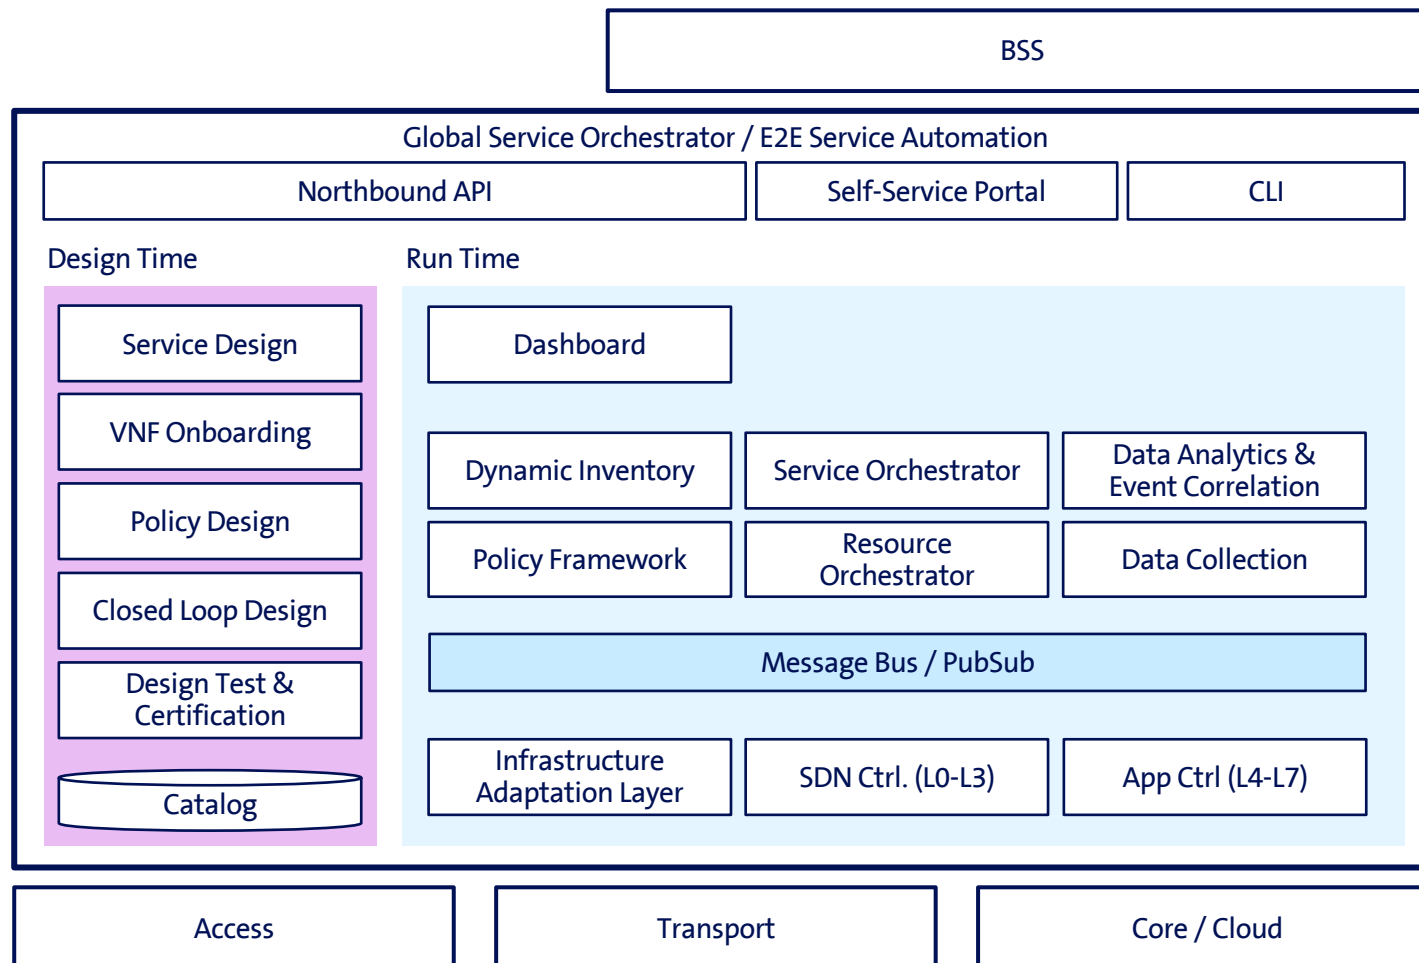 BSS
Global Service Orchestrator / E2E Service Automation
Northbound API
Self-Service Portal
CLI
Design Time
Run Time
Service Design
VNF Onboarding
Policy Design
Closed Loop Design
Design Test &
Certification
Catalog
Dashboard
Dynamic Inventory
Service Orchestrator
Data Analytics &
Event Correlation
Policy Framework
Resource
Orchestrator
Data Collection
Message Bus / PubSub
Infrastructure
Adaptation Layer
SDN Ctrl. (L0-L3)
App Ctrl (L4-L7)
Access
Transport
Core / Cloud